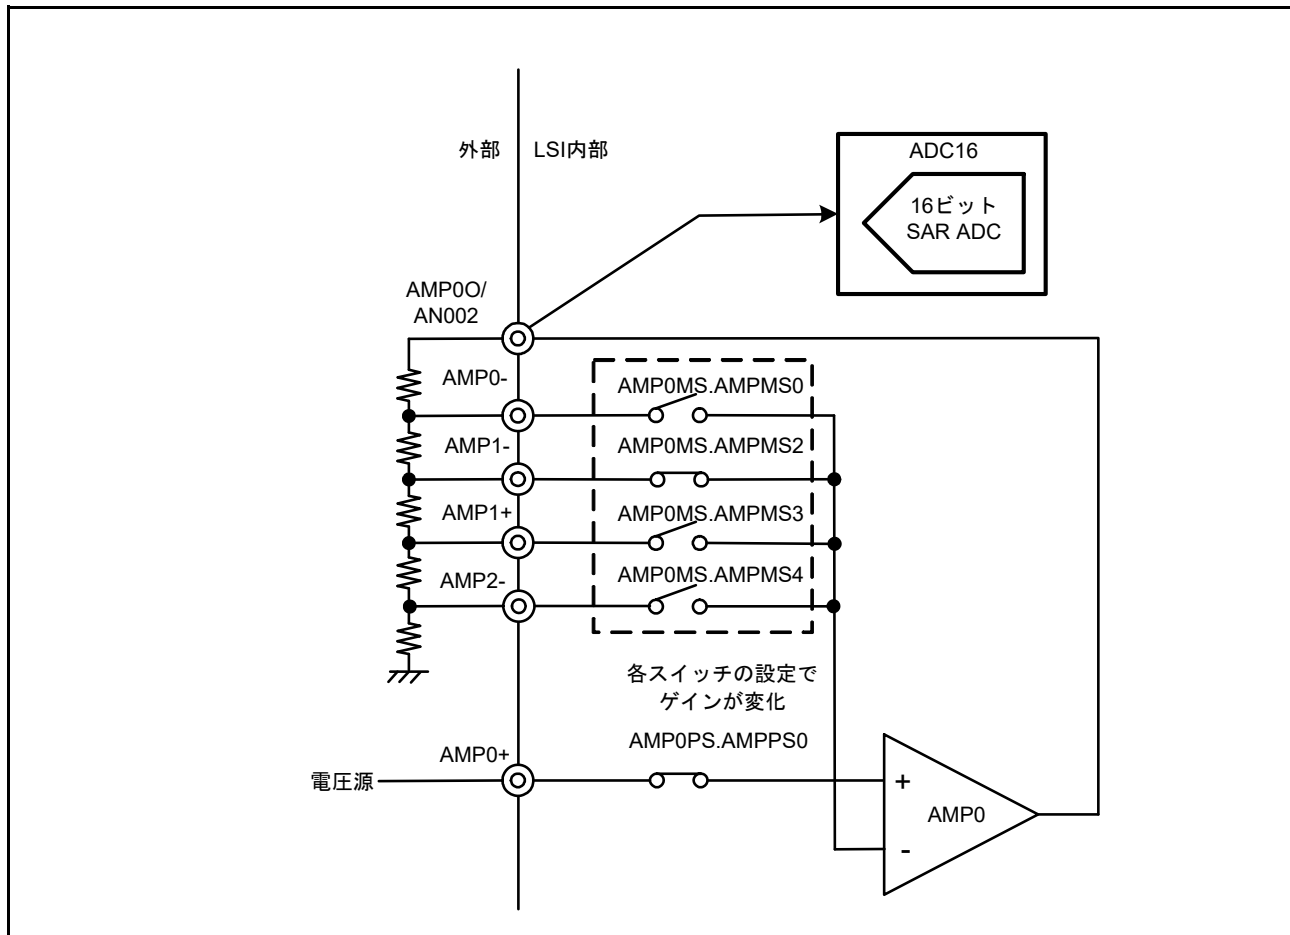 外部
LSI内部
ADC16
16ビット
SAR ADC
AMP0O/
AN002
AMP0-
AMP0MS.AMPMS0
AMP1-
AMP0MS.AMPMS2
AMP1+
AMP0MS.AMPMS3
AMP2-
AMP0MS.AMPMS4
各スイッチの設定で
ゲインが変化
AMP0+
AMP0PS.AMPPS0
電圧源
+
AMP0
-